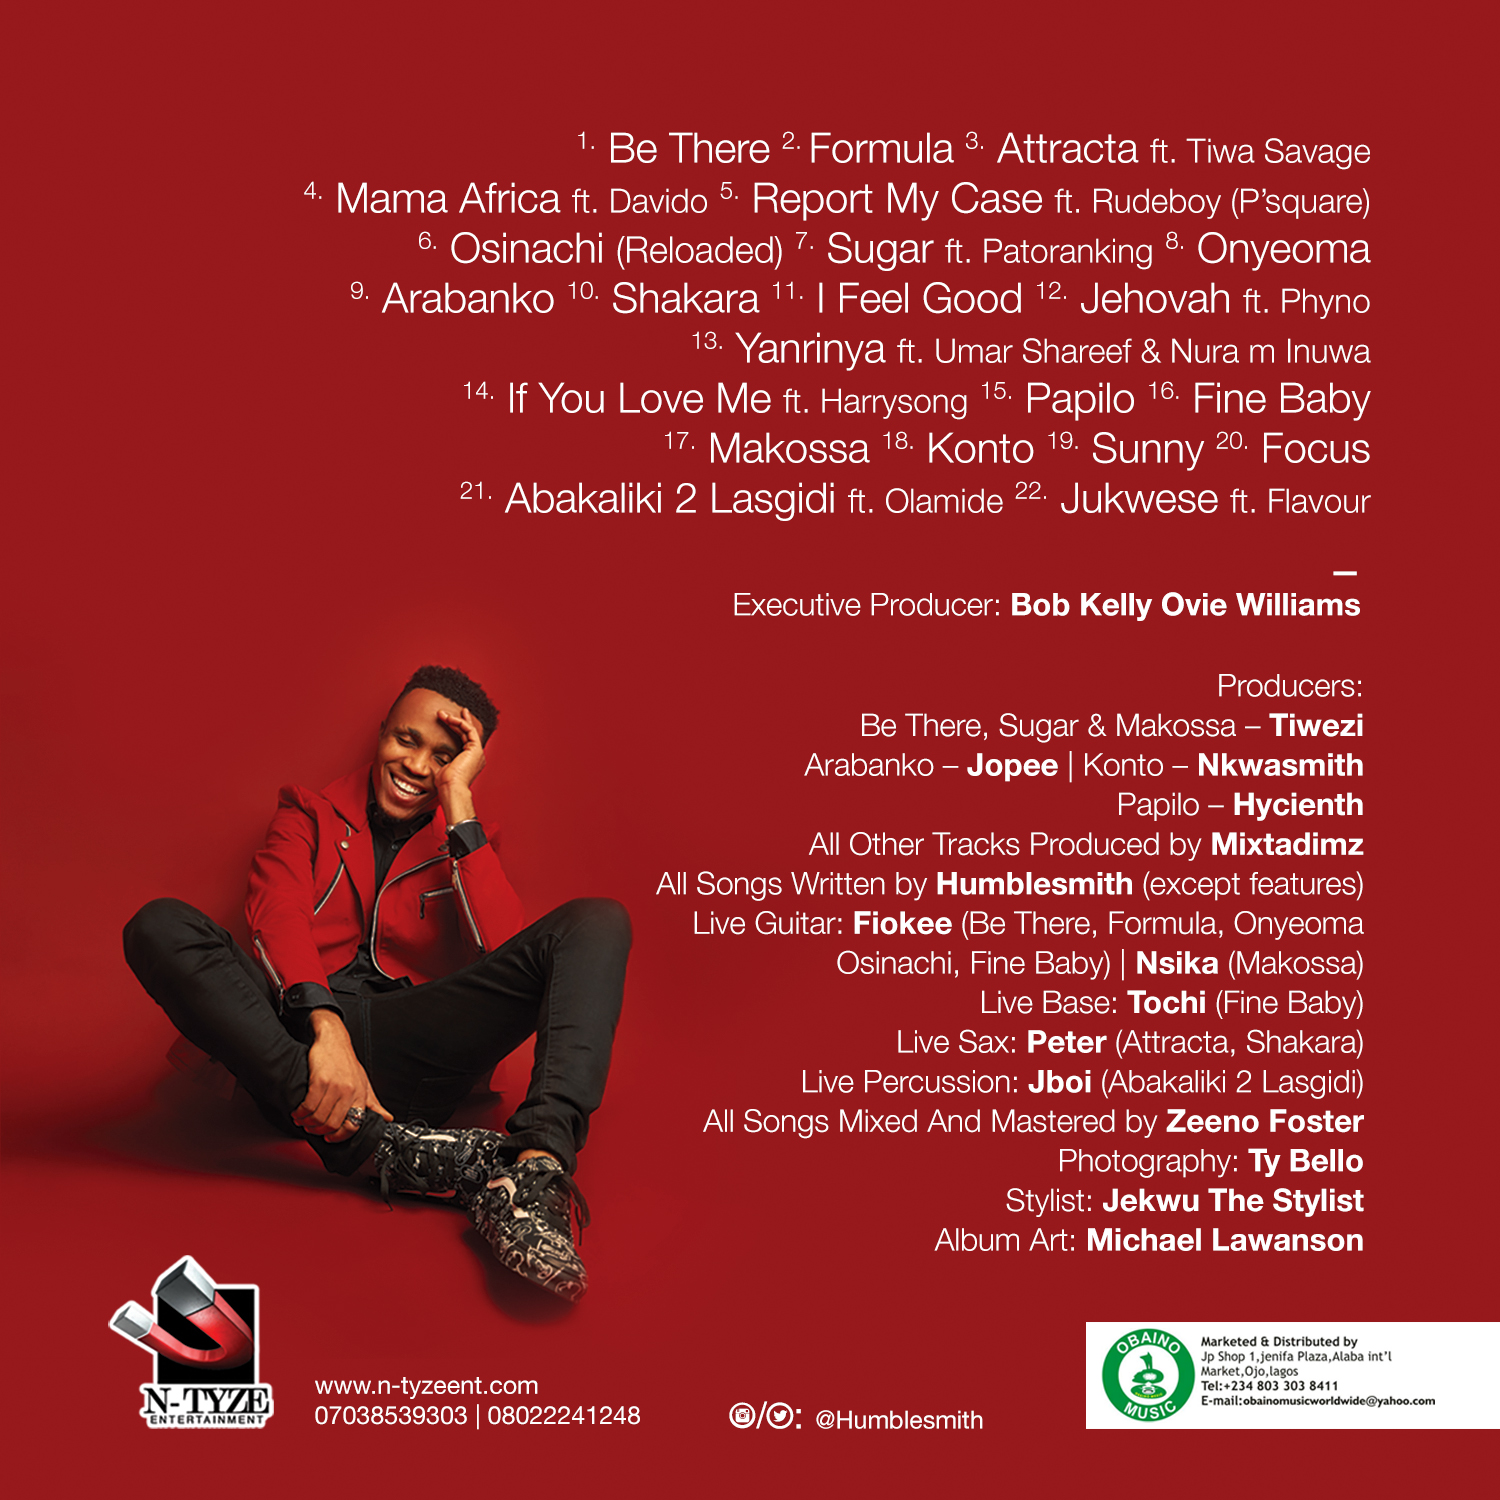 1. Be There 2. Formula 3. Attracta ft. Tiwa Savage
4. Mama Africa ft. Davido 5. Report My Case ft. Rudeboy (P'square)
6. Osinachi (Reloaded) 7. Sugar ft. Patoranking 8. Onyeoma
9. Arabanko 10. Shakara 11. I Feel Good 12. Jehovah ft. Phyno
13. Yanrinya ft. Umar Shareef & Nura m Inuwa
14. If You Love Me ft. Harrysong 15. Papilo 16. Fine Baby
17. Makossa 18. Konto 19. Sunny 20. Focus
21. Abakaliki 2 Lasgidi ft. Olamide 22. Jukwese ft. Flavour
–
Executive Producer: Bob Kelly Ovie Williams
Producers:
Be There, Sugar & Makossa – Tiwezi
Arabanko – Jopee | Konto – Nkwasmith
Papilo – Hycienth
All Other Tracks Produced by Mixtadimz
All Songs Written by Humblesmith (except features)
Live Guitar: Fiokee (Be There, Formula, Onyeoma
Osinachi, Fine Baby) | Nsika (Makossa)
Live Base: Tochi (Fine Baby)
Live Sax: Peter (Attracta, Shakara)
Live Percussion: Jboi (Abakaliki 2 Lasgidi)
All Songs Mixed And Mastered by Zeeno Foster
Photography: Ty Bello
Stylist: Jekwu The Stylist
Album Art: Michael Lawanson
N-TYZE
ENTERTAINMENT
www.n-tyzeent.com
07038539303 | 08022241248
/ : @Humblesmith
OBAINO
MUSIC
Marketed & Distributed by
Jp Shop 1,jenifa Plaza,Alaba int'l
Market,Ojo,lagos
Tel:+234 803 303 8411
E-mail:obainomusicworldwide@yahoo.com